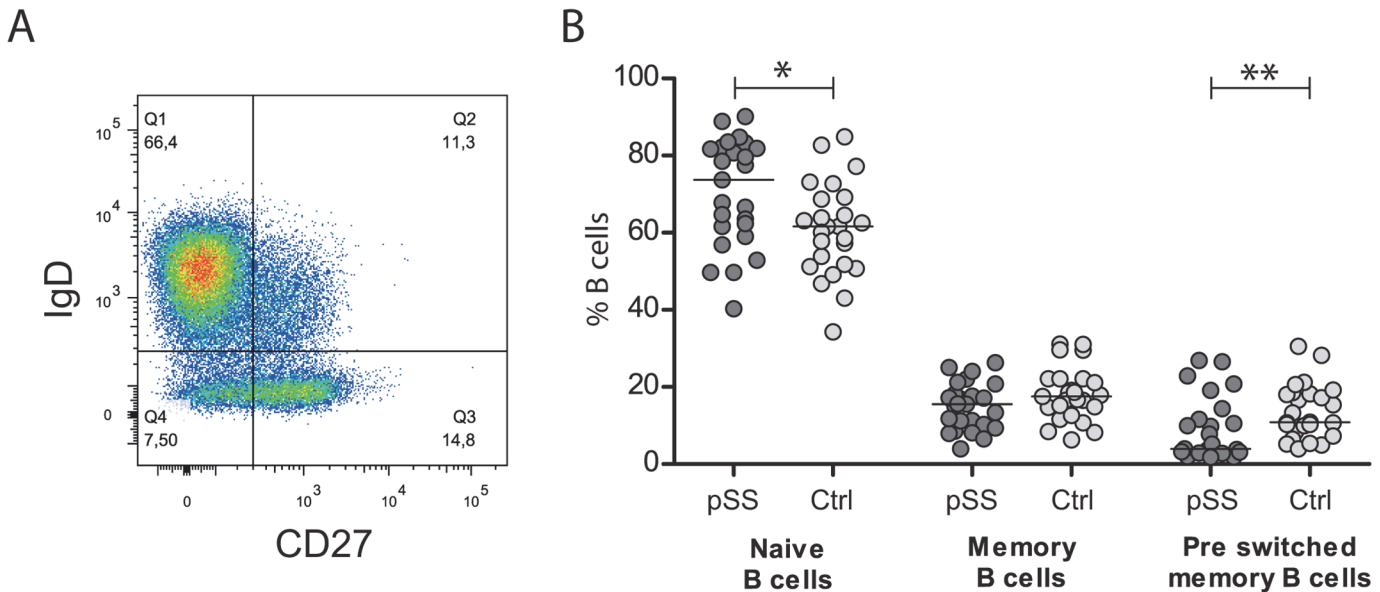 A
B
Q1
66,4
Q2
11,3
Q4
7,50
Q3
14,8
10^5
10^4
10^3
0
IgD
0
10^3
10^4
10^5
CD27
100
80
60
40
20
0
% B cells
*
**
pSS
Ctrl
pSS
Ctrl
pSS
Ctrl
Naive
B cells
Memory
B cells
Pre switched
memory B cells